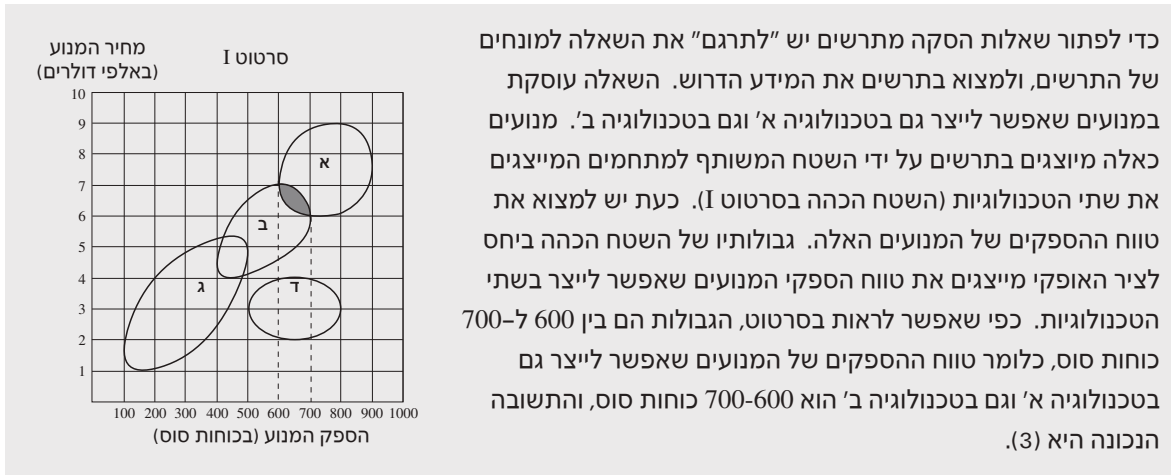 כדי לפתור שאלות הסקה מתרשים יש "לתרגם" את השאלה למונחים
של התרשים, ולמצוא בתרשים את המידע הדרוש. השאלה עוסקת
במנועים שאפשר לייצר גם בטכנולוגיה א' וגם בטכנולוגיה ב'. מנועים
כאלה מיוצגים בתרשים על ידי השטח המשותף למתחמים המייצגים
את שתי הטכנולוגיות (השטח הכהה בסרטוט I). כעת יש למצוא את
טווח ההספקים של המנועים האלה. גבולותיו של השטח הכהה ביחס
לציר האופקי מייצגים את טווח הספקי המנועים שאפשר לייצר בשתי
הטכנולוגיות. כפי שאפשר לראות בסרטוט, הגבולות הם בין 600 ל-700
כוחות סוס, כלומר טווח ההספקים של המנועים שאפשר לייצר גם
בטכנולוגיה א' וגם בטכנולוגיה ב' הוא 700-600 כוחות סוס, והתשובה
הנכונה היא (3).
סרטוט I
מחיר המנוע
(באלפי דולרים)
10
9
8
7
6
5
4
3
2
1
א
ב
ג
ד
100 200 300 400 500 600 700 800 900 1000
הספק המנוע (בכוחות סוס)